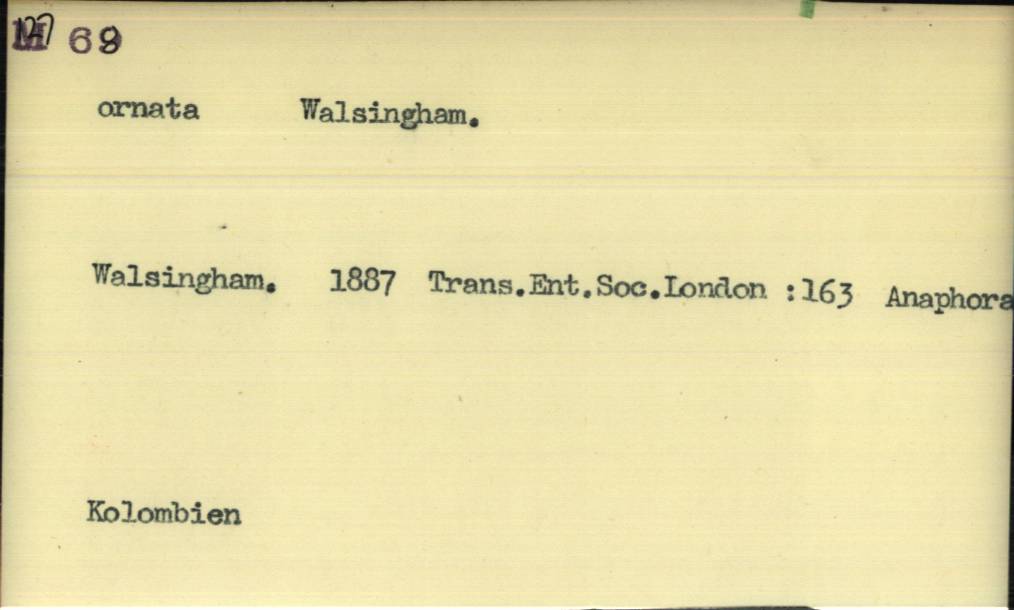 69
ornata Walsingham.
Walsingham. 1887 Trans.Ent.Soc.London :163 Anaphora
Kolombien